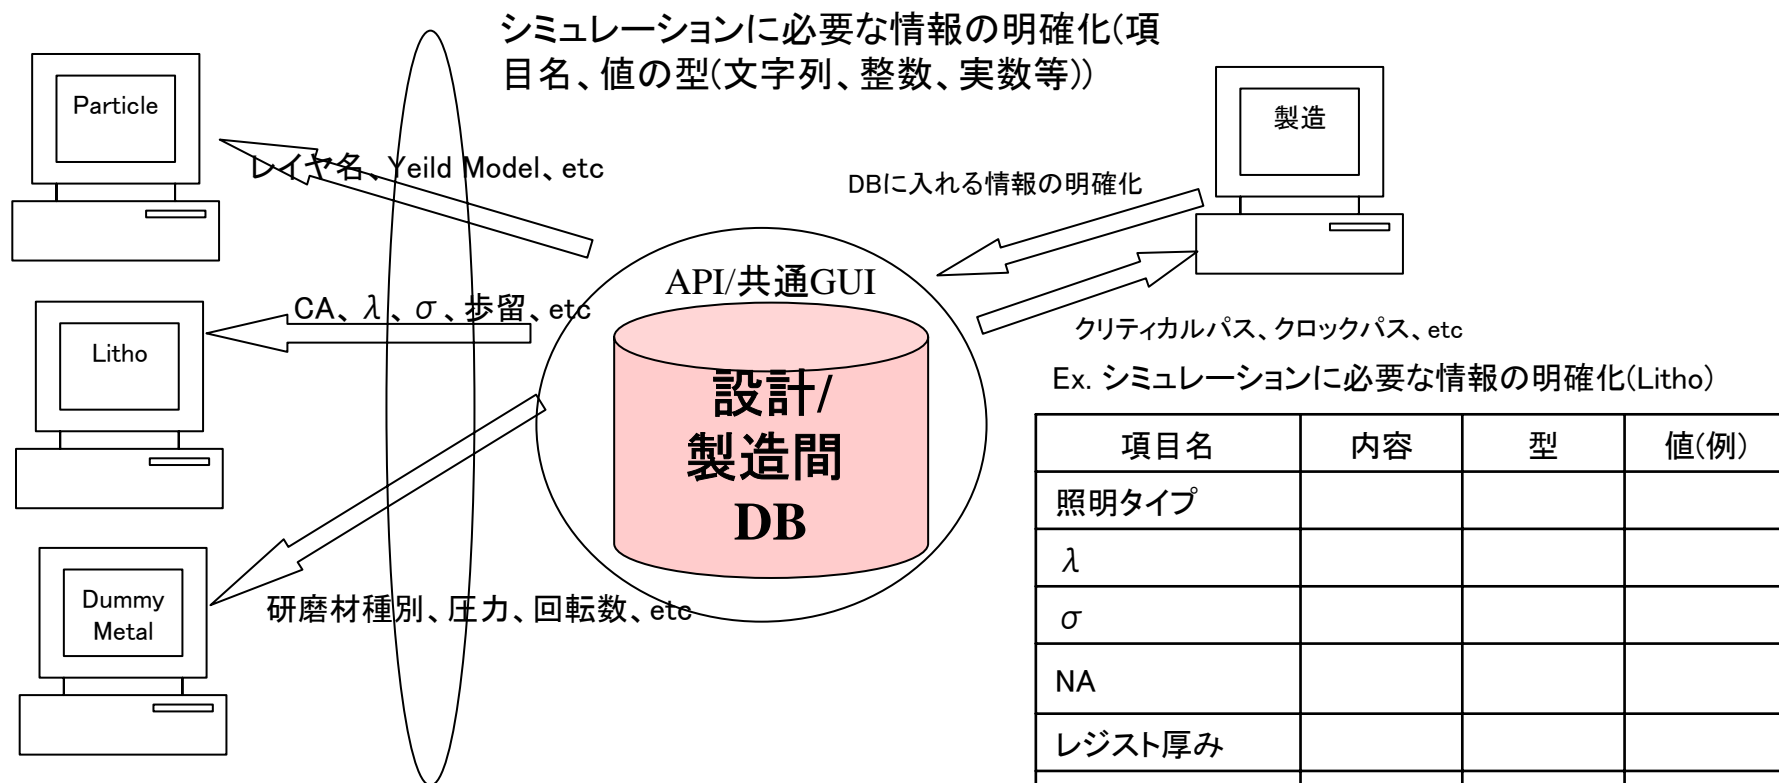 シミュレーションに必要な情報の明確化(項
目名、値の型(文字列、整数、実数等))
Particle
レイヤ名、Yeild Model、etc
製造
DBに入れる情報の明確化
API/共通GUI
CA、λ、σ、歩留、etc
Litho
クリティカルパス、クロックパス、etc
設計/
製造間
DB
Dummy
Metal
研磨材種別、圧力、回転数、etc
Ex. シミュレーションに必要な情報の明確化(Litho)
項目名 内容 型 値(例)
照明タイプ
λ
σ
NA
レジスト厚み